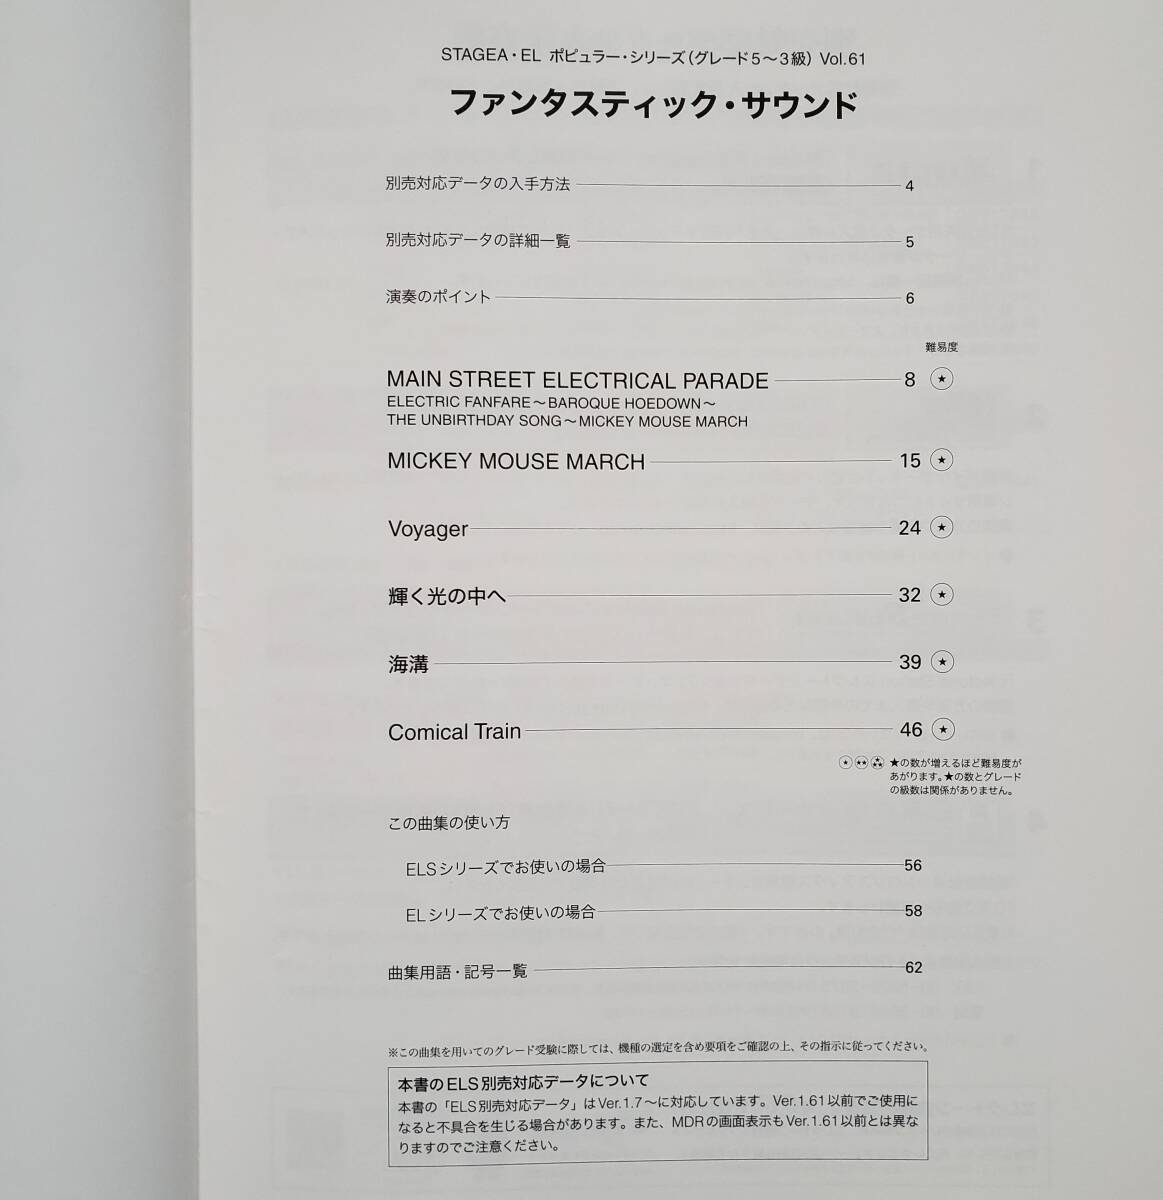 STAGEA・EL ポピュラー・シリーズ（グレード5〜3級）Vol.61
ファンタスティック・サウンド
別売対応データの入手方法 4
別売対応データの詳細一覧 5
演奏のポイント 6
難易度
MAIN STREET ELECTRICAL PARADE 8 ★
ELECTRIC FANFARE〜BAROQUE HOEDOWN〜
THE UNBIRTHDAY SONG〜MICKEY MOUSE MARCH
MICKEY MOUSE MARCH 15 ★
Voyager 24 ★
輝く光の中へ 32 ★
海溝 39 ★
Comical Train 46 ★
★ ★★ ★★★ ★の数が増えるほど難易度が
あがります。★の数とグレード
の級数は関係がありません。
この曲集の使い方
ELSシリーズでお使いの場合 56
ELシリーズでお使いの場合 58
曲集用語・記号一覧 62
※この曲集を用いてのグレード受験に際しては、機種の選定を含め要項をご確認の上、その指示に従ってください。
本書のELS別売対応データについて
本書の「ELS別売対応データ」はVer.1.7〜に対応しています。Ver.1.61以前でご使用に
なると不具合を生じる場合があります。また、MDRの画面表示もVer.1.61以前とは異な
りますのでご注意ください。